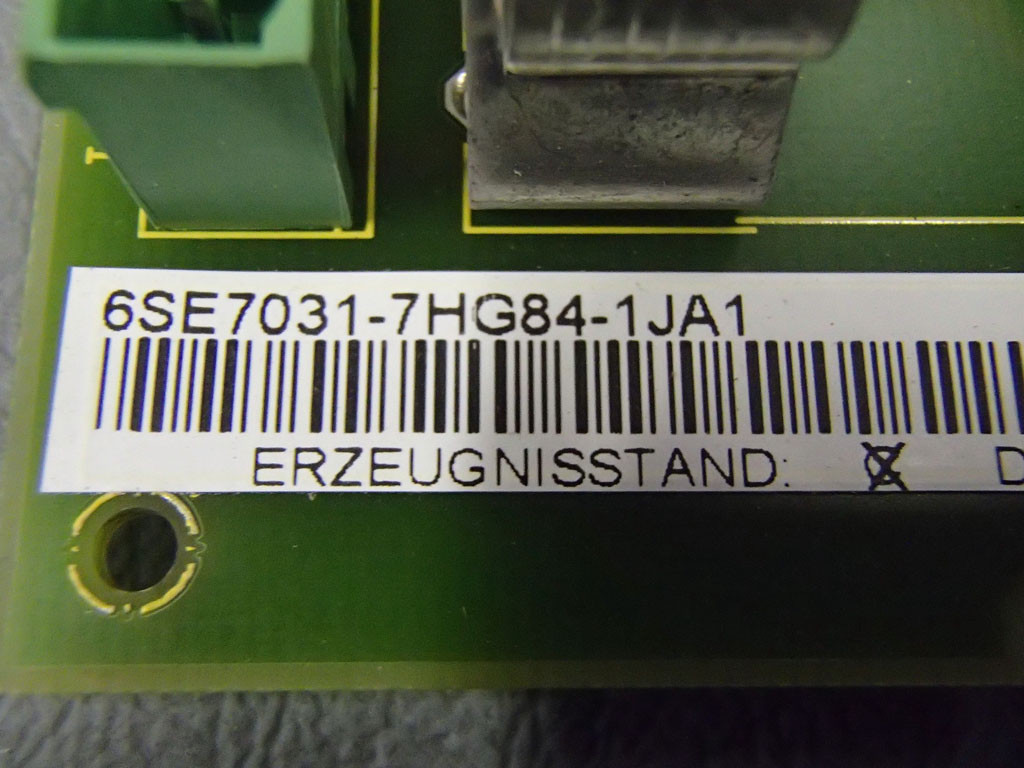 6SE7031-7HG84-1JA1
ERZEUGNISSTAND: C D